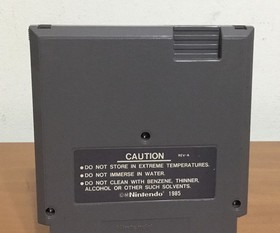 CAUTION REV-A
• DO NOT STORE IN EXTREME TEMPERATURES.
• DO NOT IMMERSE IN WATER.
• DO NOT CLEAN WITH BENZENE, THINNER,
ALCOHOL OR OTHER SUCH SOLVENTS.
©Nintendo 1985